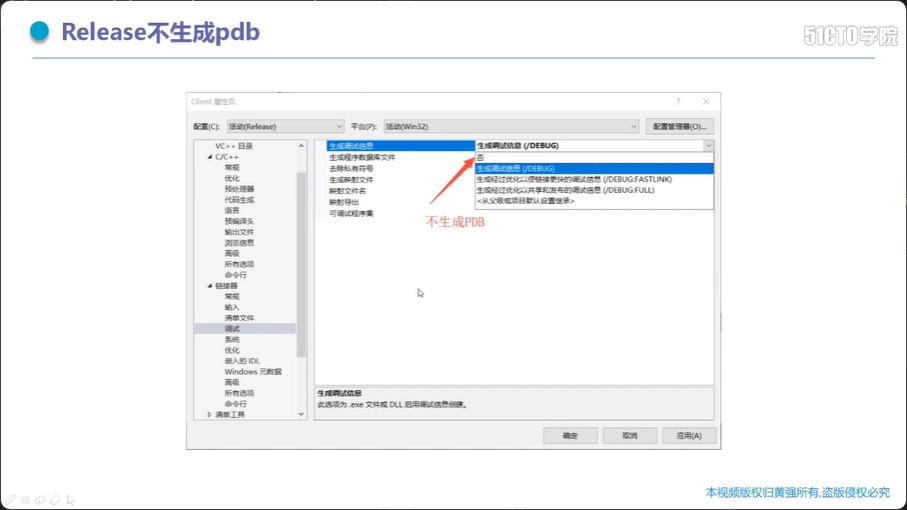 Release不生成pdb
51CTO学院
Client 属性页
配置(C): 活动(Release) 平台(P): 活动(Win32) 配置管理器(O)...
VC++ 目录
C/C++
常规
优化
预处理器
代码生成
语言
预编译头
输出文件
浏览信息
高级
所有选项
命令行
链接器
常规
输入
清单文件
调试
系统
优化
嵌入的 IDL
Windows 元数据
高级
所有选项
命令行
清单工具
生成调试信息 生成调试信息 (/DEBUG)
生成程序数据库文件
去除私有符号
生成映射文件
映射文件名
映射导出
可调试程序集
否
生成调试信息 (/DEBUG)
生成经过优化以便链接更快的调试信息 (/DEBUG:FASTLINK)
生成经过优化以共享和发布的调试信息 (/DEBUG:FULL)
<从父级或项目默认设置继承>
不生成PDB
生成调试信息
此选项为 .exe 文件或 DLL 启用调试信息创建。
确定 取消 应用(A)
本视频版权归黄强所有,盗版侵权必究